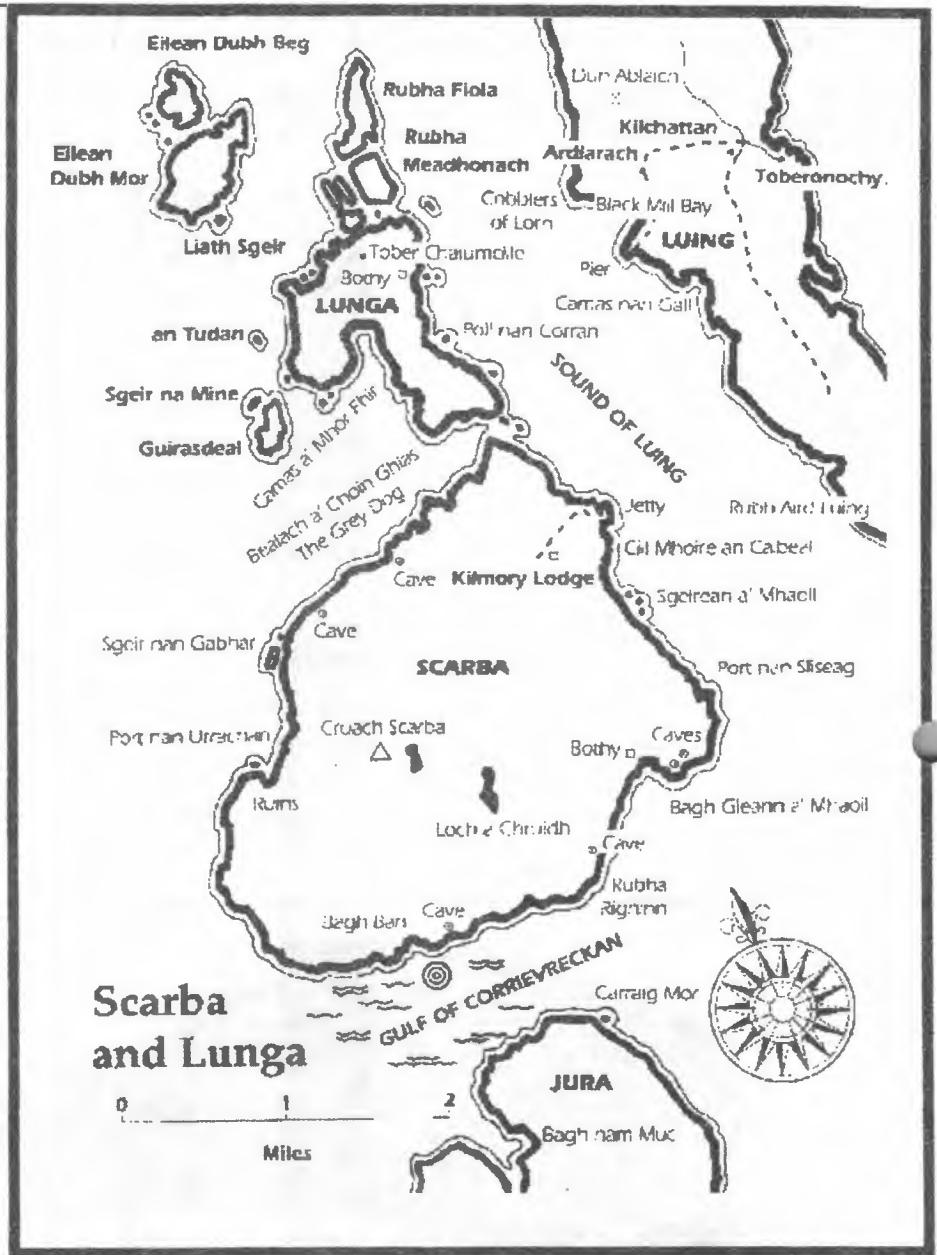 Eilean Dubh Beg
Rubha Fiola
Dun Ablaich
Kilchattan
Rubha
Meadhonach
Ardlarach
Eilean
Dubh Mor
Toberonochy.
Cobblers
of Lorn
Black Mill Bay
LUING
Liath Sgeir
Tober
Bothy
Pier
LUNGA
Camas nan Gall
an Tudan
Poll nan Corran
SOUND OF LUING
Sgeir na Mine
Guirasdeal
Camas a' Mhor Fhir
Bealach a' Choin Ghlais
The Grey Dog
Jetty
Rubh Aird Luing
Cill Mhoire an Caibeal
Cave
Kilmory Lodge
Sgeirean a' Mhaoil
Cave
Sgeir nan Gabhar
SCARBA
Port nan Sliseag
Port nan Urrachan
Cruach Scarba
Bothy
Caves
Ruins
Bagh Gleann a' Mhaoil
Loch a Chruidh
Cave
Rubha
Righinn
Bagh Ban
Cave
GULF OF CORRIEVRECKAN
Carraig Mor
Scarba
and Lunga
JURA
0 1 2
Bagh nam Muc
Miles